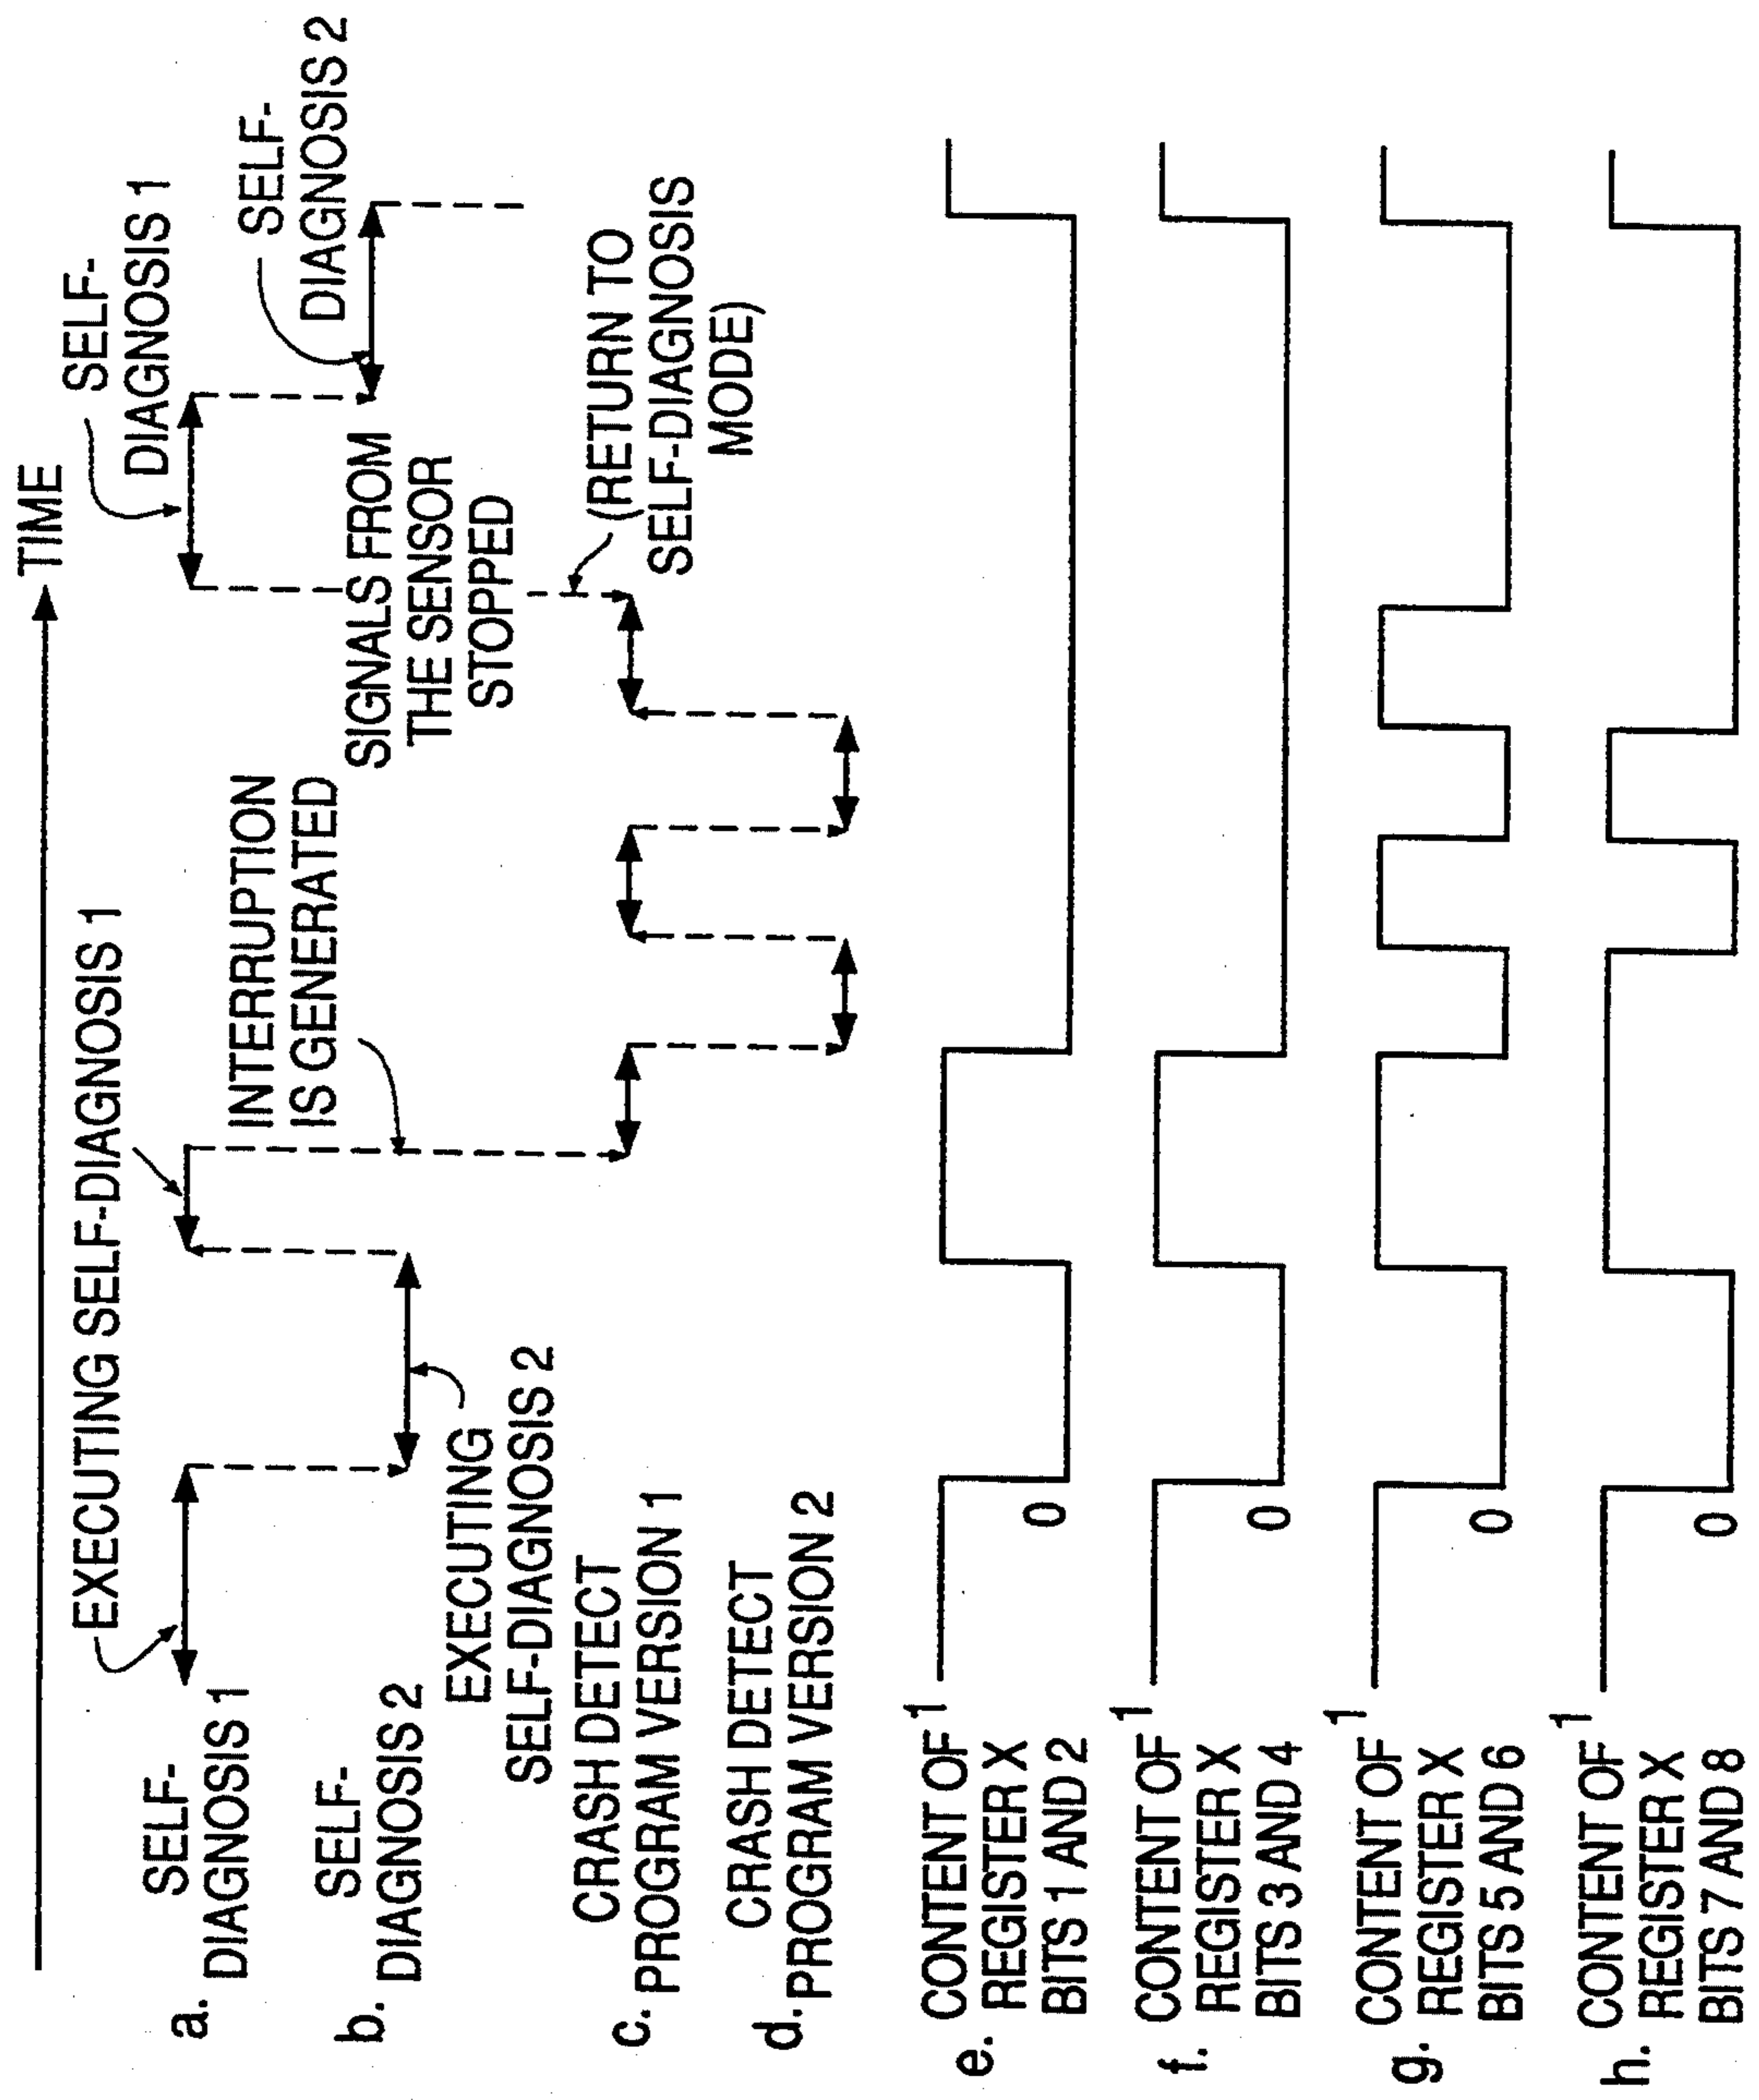 TIME
EXECUTING SELF-DIAGNOSIS 1
SELF-
DIAGNOSIS 1
SELF-
DIAGNOSIS 2
a. SELF-
DIAGNOSIS 1
INTERRUPTION
IS GENERATED
SIGNALS FROM
THE SENSOR
STOPPED
b. SELF-
DIAGNOSIS 2
EXECUTING
SELF-DIAGNOSIS 2
(RETURN TO
SELF-DIAGNOSIS
MODE)
CRASH DETECT
c. PROGRAM VERSION 1
CRASH DETECT
d. PROGRAM VERSION 2
CONTENT OF 1
e. REGISTER X
BITS 1 AND 2
0
CONTENT OF 1
f. REGISTER X
BITS 3 AND 4
0
CONTENT OF 1
g. REGISTER X
BITS 5 AND 6
0
CONTENT OF 1
h. REGISTER X
BITS 7 AND 8
0